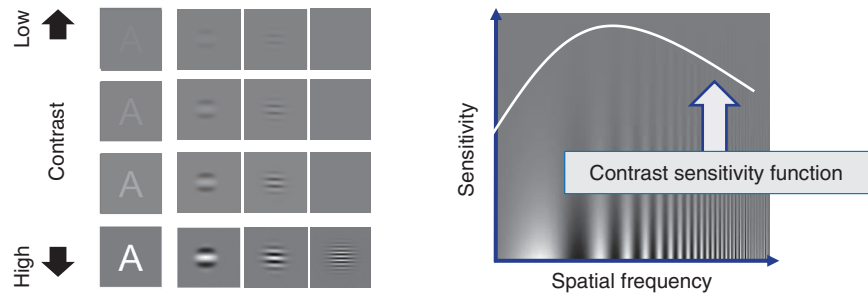 Low
Contrast
High
A
A
A
A
Sensitivity
Contrast sensitivity function
Spatial frequency